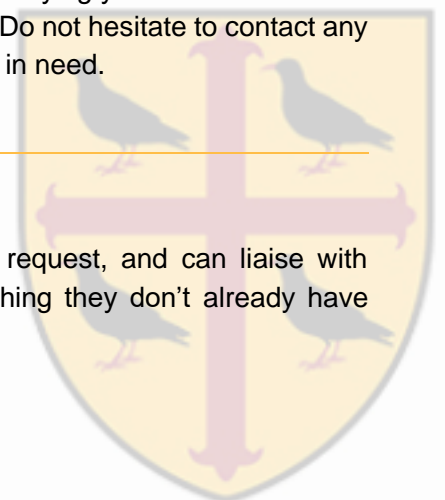 Do not hesitate to contact any
in need.
request, and can liaise with
hing they don't already have